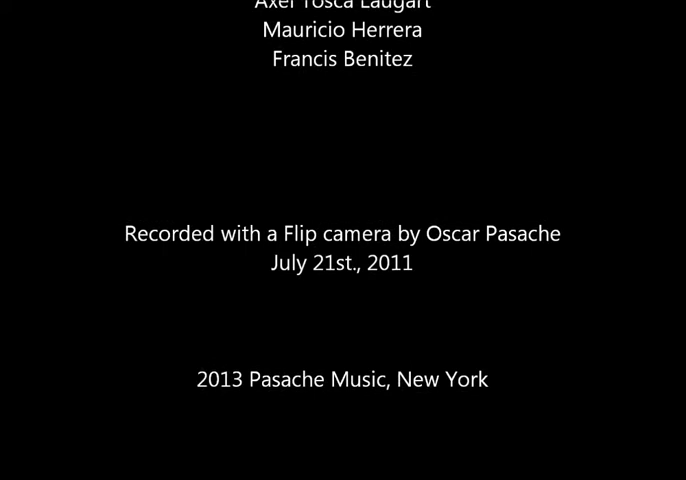 Axel Tosca Laugart
Mauricio Herrera
Francis Benitez
Recorded with a Flip camera by Oscar Pasache
July 21st., 2011
2013 Pasache Music, New York